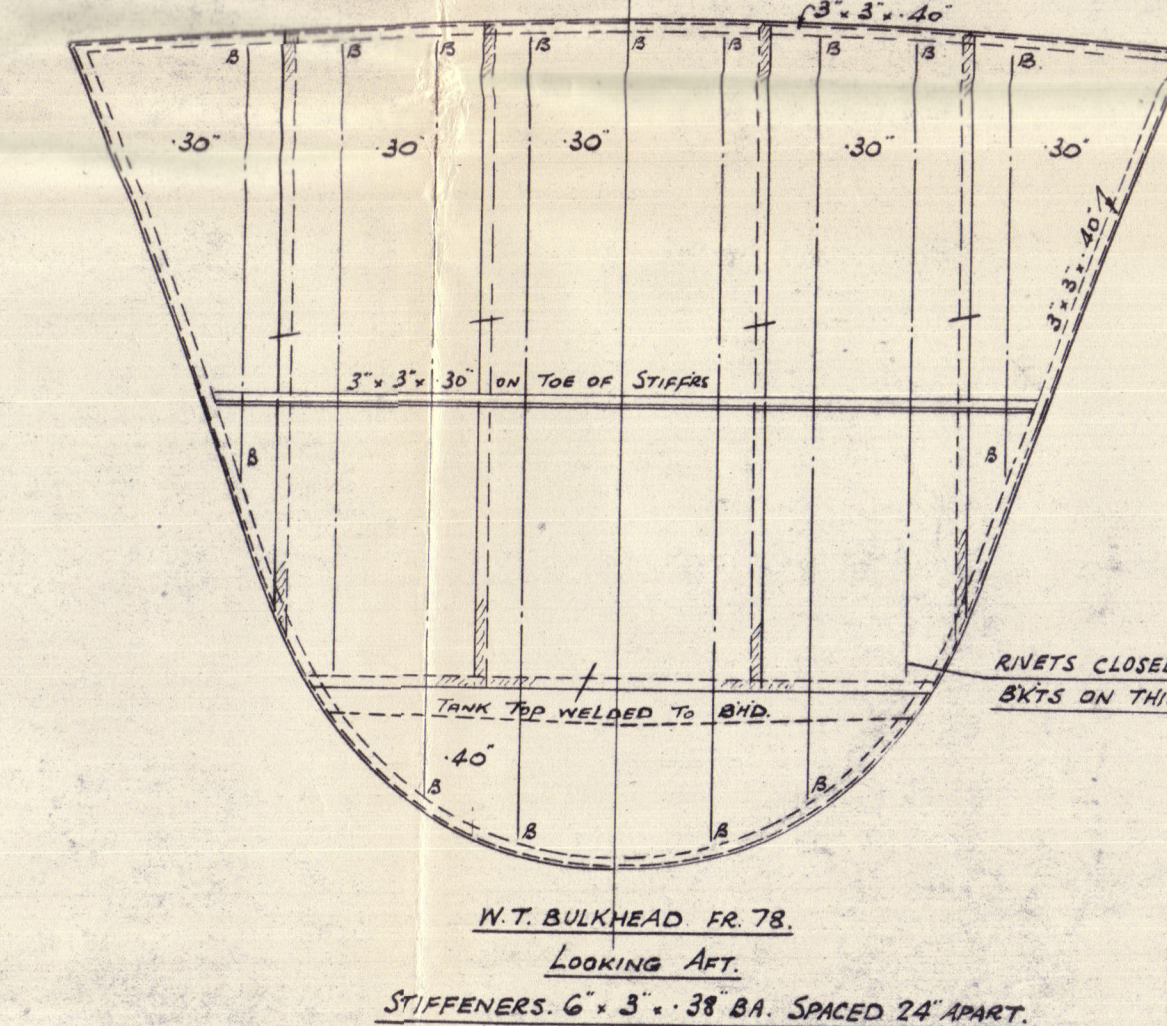 3" × 3" × ·40"
B B B B B B B B B.
·30" ·30" ·30" ·30" ·30"
3" × 3" × ·40"
3" × 3" × ·30" ON TOE OF STIFFRS
B B
RIVETS CLOSED
BKTS ON THI
TANK TOP WELDED TO BHD.
·40"
B B
B B
W.T. BULKHEAD FR. 78.
LOOKING AFT.
STIFFENERS. 6" × 3" × ·38" BA. SPACED 24" APART.